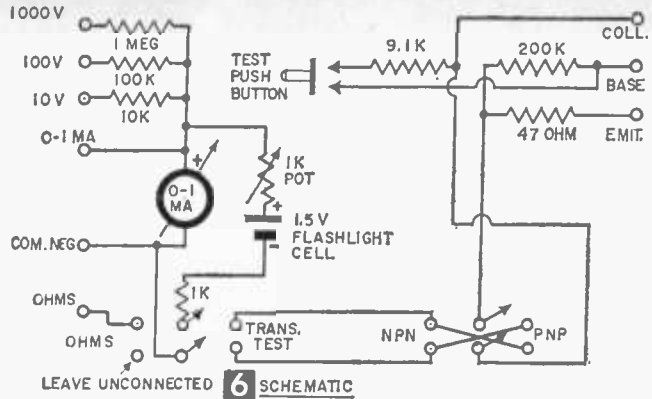 1000V
1 MEG
100V
100K
10V
10K
0-1 MA
+
0-1
MA
COM. NEG
OHMS
OHMS
LEAVE UNCONNECTED
1K
POT
+
1.5 V
FLASHLIGHT
CELL
-
1K
TRANS.
TEST
TEST
PUSH
BUTTON
9.1K
COLL.
200K
BASE
47 OHM
EMIT.
NPN
PNP
6 SCHEMATIC